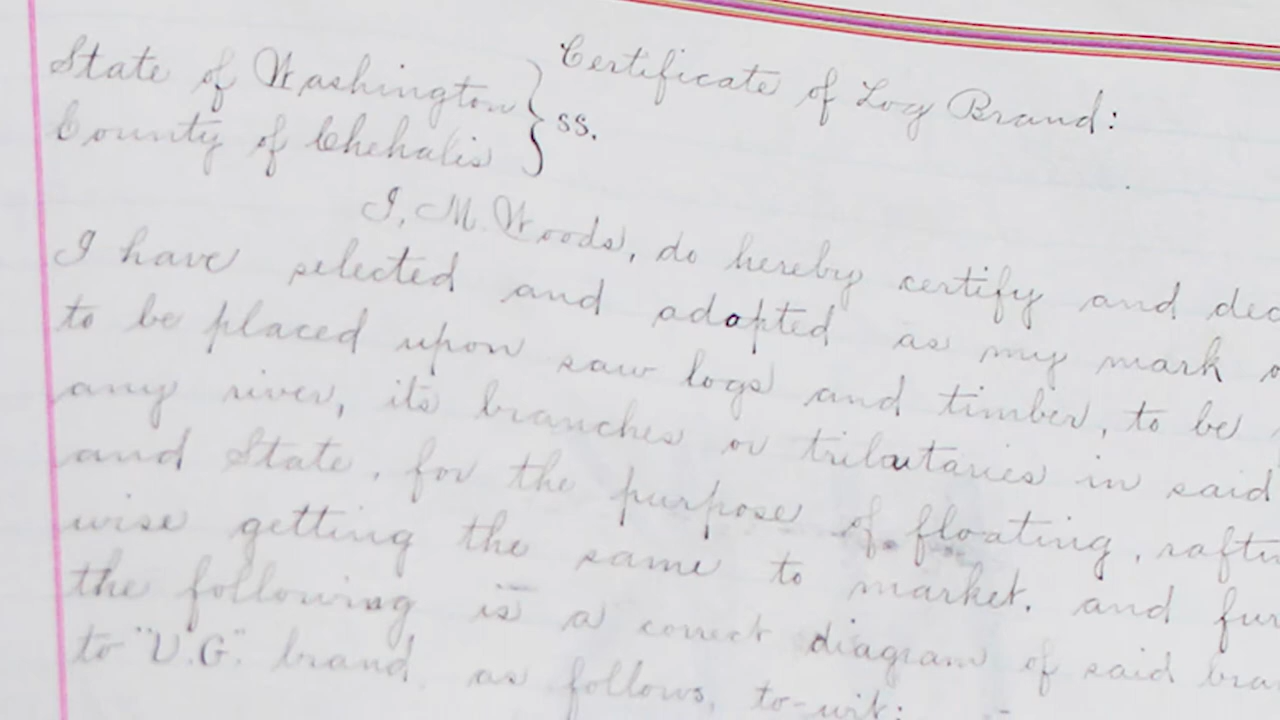 State of Washington } ss. Certificate of Log Brand:
County of Chehalis
I, M. Woods, do hereby certify and dec
I have selected and adopted as my mark o
to be placed upon saw logs and timber, to be
any river, its branches or tributaries in said
and State, for the purpose of floating, rafti
wise getting the same to market. and fur
the following is a correct diagram of said bra
to "V.G." brand as follows, to-wit: